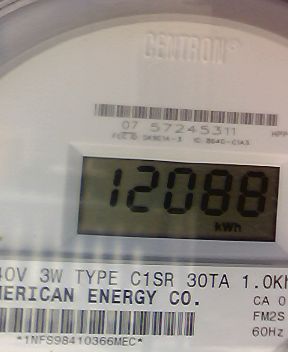 CENTRON®
07 57245311
12088
kWh
40V 3W TYPE C1SR 30TA 1.0Kh
MERICAN ENERGY CO.
CA 0
FM2S
60Hz
*1NFS98410366MEC*